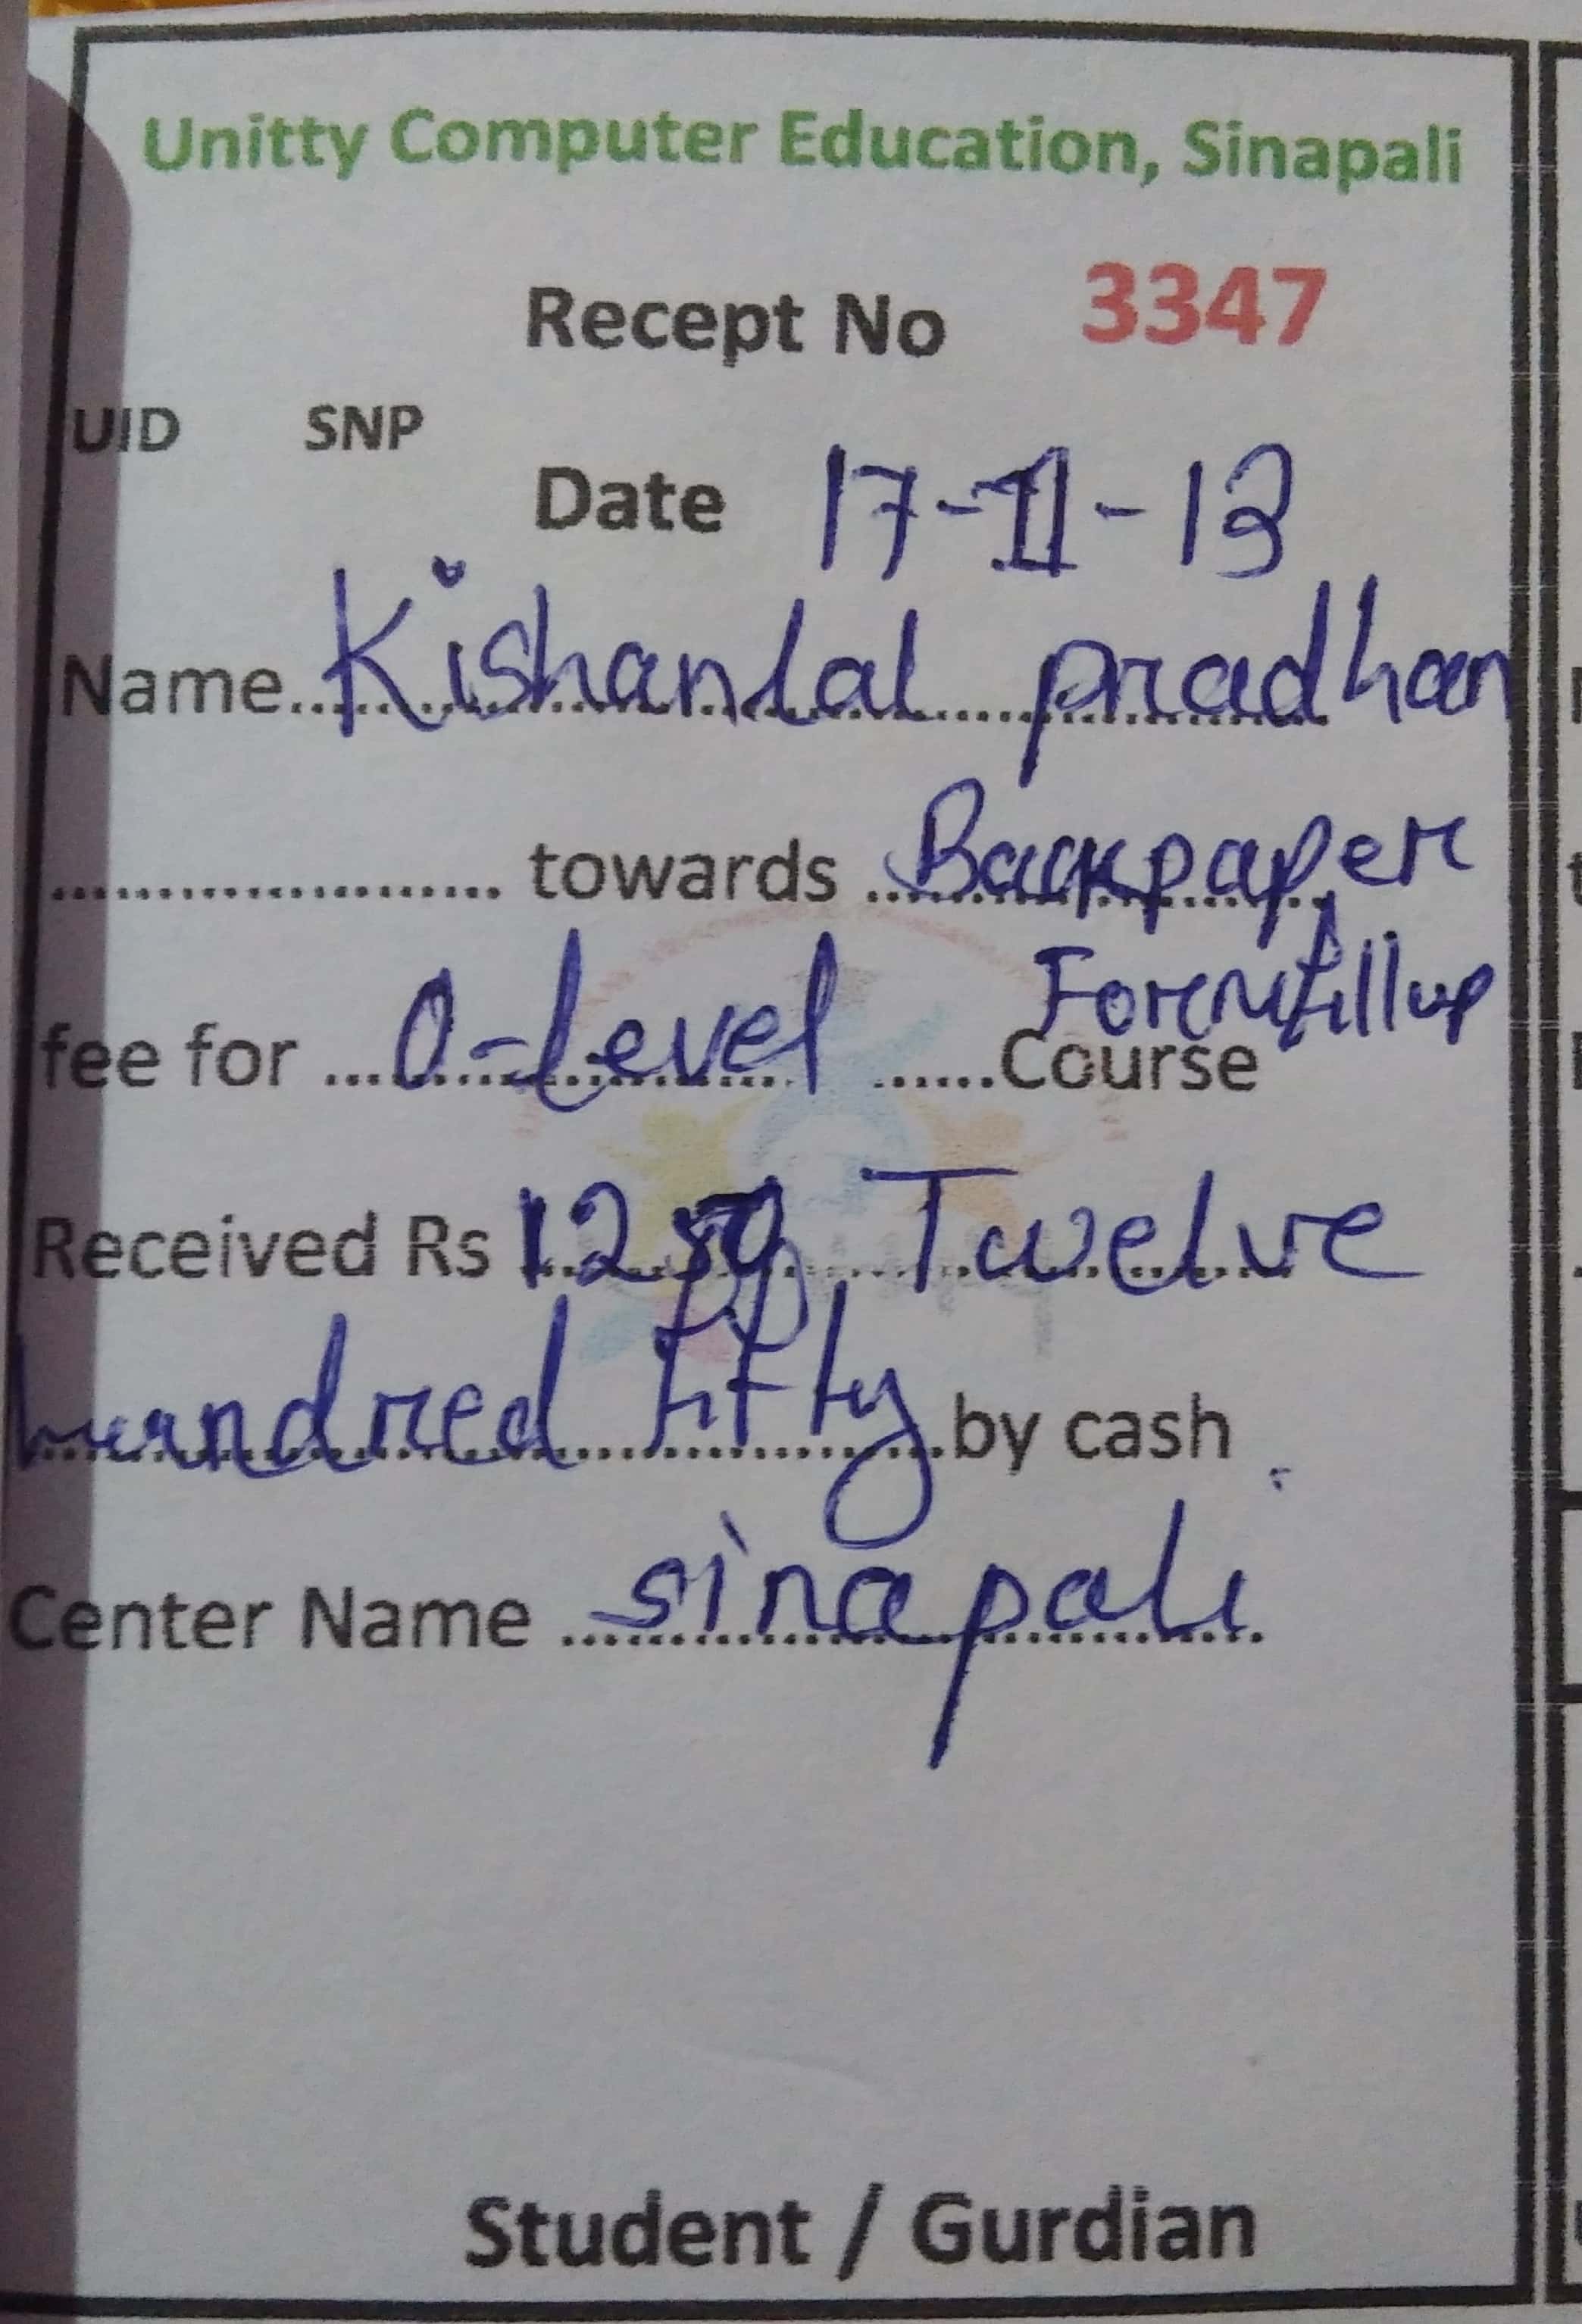 Unitty Computer Education, Sinapali
Recept No 3347
UID SNP
Date 17-11-13
Name.....Kishanlal pradhan
..................... towards Backpaper
Formfillup
fee for ... O-Level ......Course
Received Rs 1250 Twelve
hundred fifty by cash
Center Name ... sinapali
Student / Gurdian